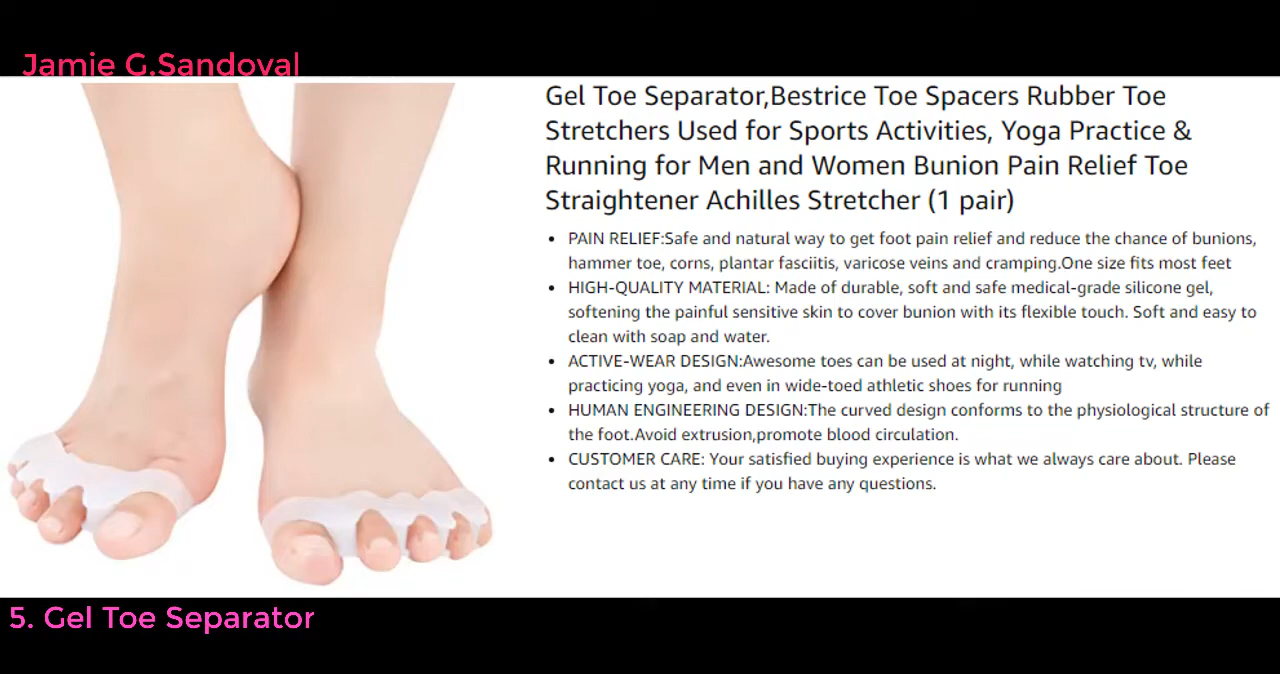 Jamie G.Sandoval
Gel Toe Separator,Bestrice Toe Spacers Rubber Toe
Stretchers Used for Sports Activities, Yoga Practice &
Running for Men and Women Bunion Pain Relief Toe
Straightener Achilles Stretcher (1 pair)
• PAIN RELIEF:Safe and natural way to get foot pain relief and reduce the chance of bunions,
hammer toe, corns, plantar fasciitis, varicose veins and cramping.One size fits most feet
• HIGH-QUALITY MATERIAL: Made of durable, soft and safe medical-grade silicone gel,
softening the painful sensitive skin to cover bunion with its flexible touch. Soft and easy to
clean with soap and water.
• ACTIVE-WEAR DESIGN:Awesome toes can be used at night, while watching tv, while
practicing yoga, and even in wide-toed athletic shoes for running
• HUMAN ENGINEERING DESIGN:The curved design conforms to the physiological structure of
the foot.Avoid extrusion,promote blood circulation.
• CUSTOMER CARE: Your satisfied buying experience is what we always care about. Please
contact us at any time if you have any questions.
5. Gel Toe Separator